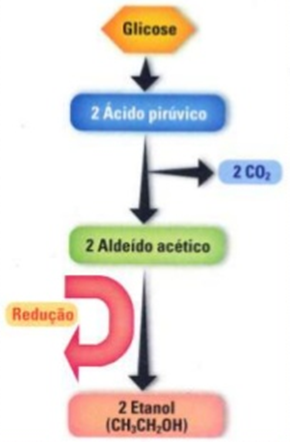 Glicose
2 Ácido pirúvico
2 CO₂
2 Aldeído acético
Redução
2 Etanol
(CH₃CH₂OH)